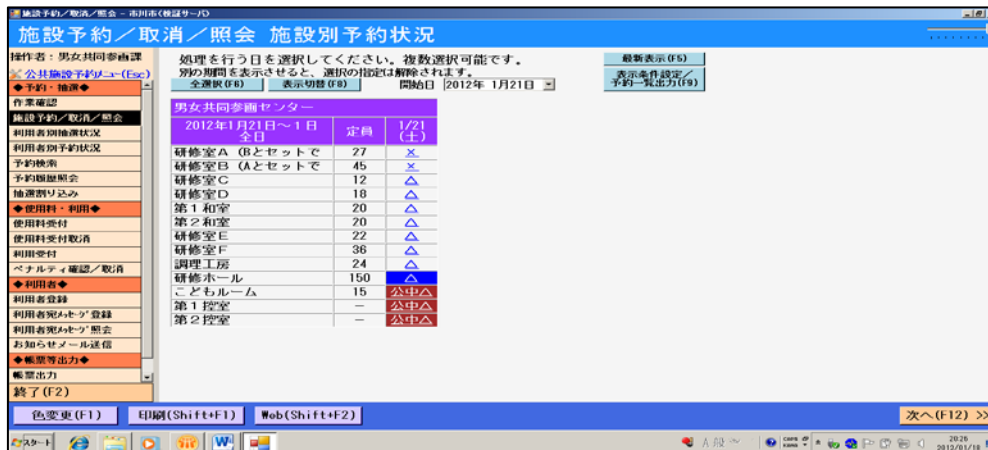 施設予約／取消／照会 - 市川市(検証サーバ)
施設予約／取消／照会 施設別予約状況
操作者：男女共同参画課
公共施設予約メニュー(Esc)
◆予約・抽選◆
作業確認
施設予約／取消／照会
利用者別抽選状況
利用者別予約状況
予約検索
予約履歴照会
抽選割り込み
◆使用料・利用◆
使用料受付
使用料受付取消
利用受付
ペナルティ確認／取消
◆利用者◆
利用者登録
利用者宛メッセージ登録
利用者宛メッセージ照会
お知らせメール送信
◆帳票等出力◆
帳票出力
終了(F2)
処理を行う日を選択してください。複数選択可能です。
別の期間を表示させると、選択の指定は解除されます。
全選択(F6) 表示切替(F8) 開始日 2012年 1月21日
最新表示(F5)
表示条件設定／
予約一覧出力(F9)
男女共同参画センター
2012年1月21日～1日 全日 定員 1/21 (土)
研修室A (Bとセットで 27 ×
研修室B (Aとセットで 45 ×
研修室C 12 △
研修室D 18 △
第1和室 20 △
第2和室 20 △
研修室E 22 △
研修室F 36 △
調理工房 24 △
研修ホール 150 △
こどもルーム 15 公中△
第1控室 － 公中△
第2控室 － 公中△
色変更(F1) 印刷(Shift+F1) Web(Shift+F2) 次へ(F12) >>
スタート A 般 CAPS KANA 20:26
2012/01/18